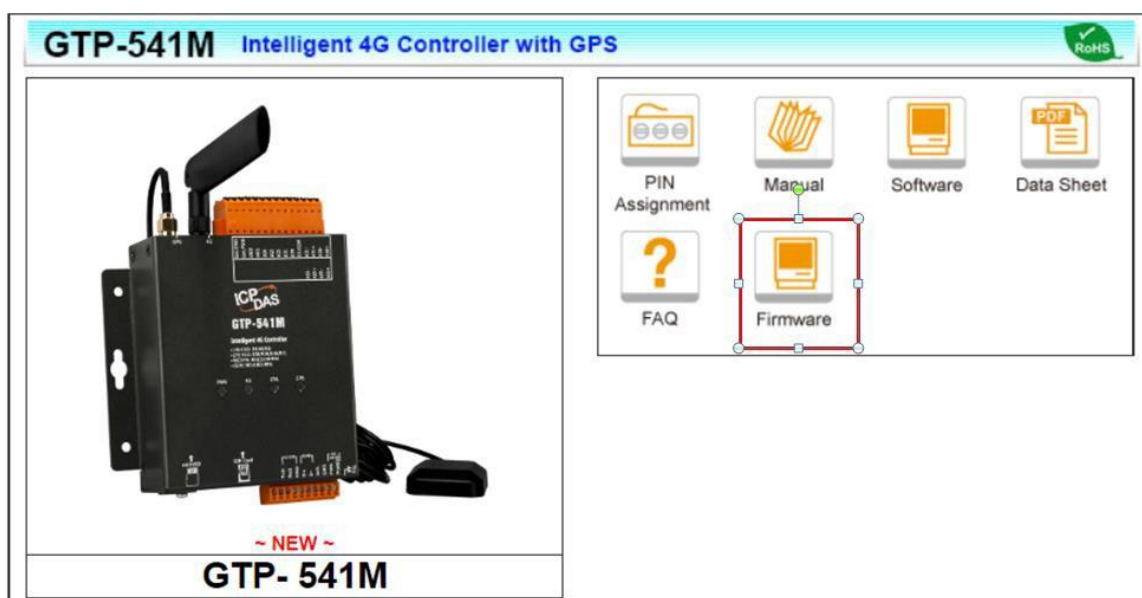 GTP-541M Intelligent 4G Controller with GPS
RoHS
ICP DAS
GTP-541M
Intelligent 4G Controller
~ NEW ~
GTP- 541M
PIN Assignment
Manual
Software
PDF
Data Sheet
?
FAQ
Firmware